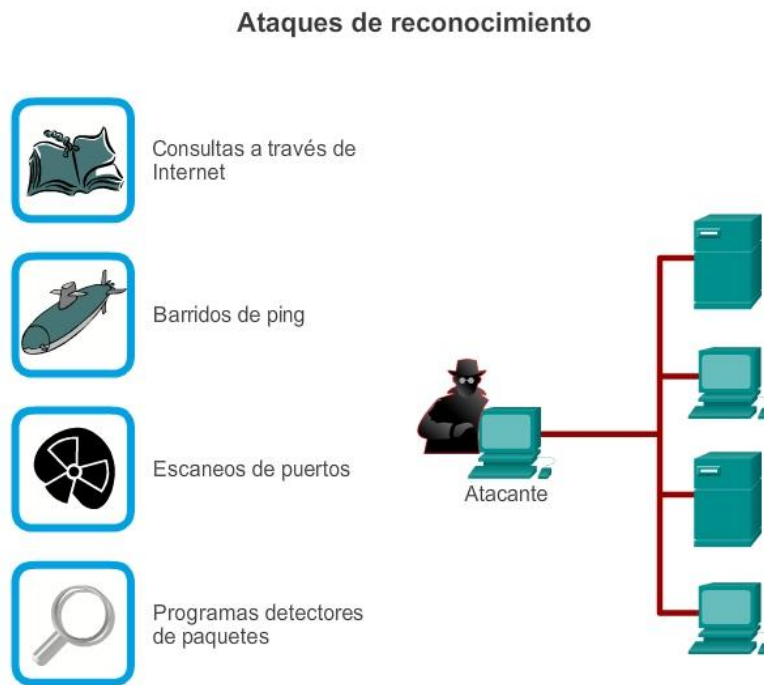 Ataques de reconocimiento
Consultas a través de
Internet
Barridos de ping
Escaneos de puertos
Atacante
Programas detectores
de paquetes